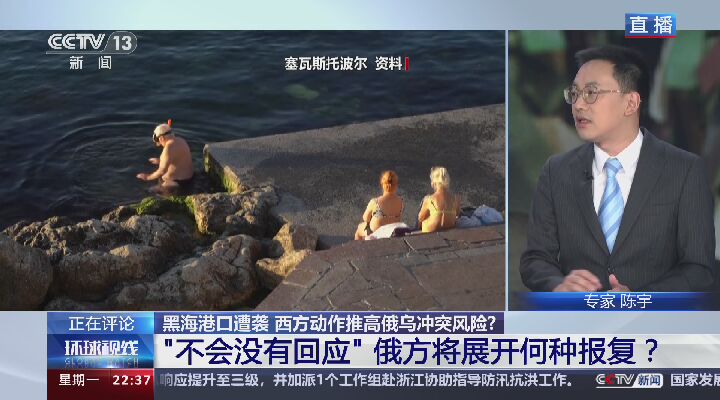 CCTV 13
新闻
直播
塞瓦斯托波尔 资料
专家 陈宇
正在评论
黑海港口遭袭 西方动作推高俄乌冲突风险?
环球视线
"不会没有回应" 俄方将展开何种报复？
星期一 22:37
响应提升至三级，并加派1个工作组赴浙江协助指导防汛抗洪工作。
CCTV 新闻
国家发展